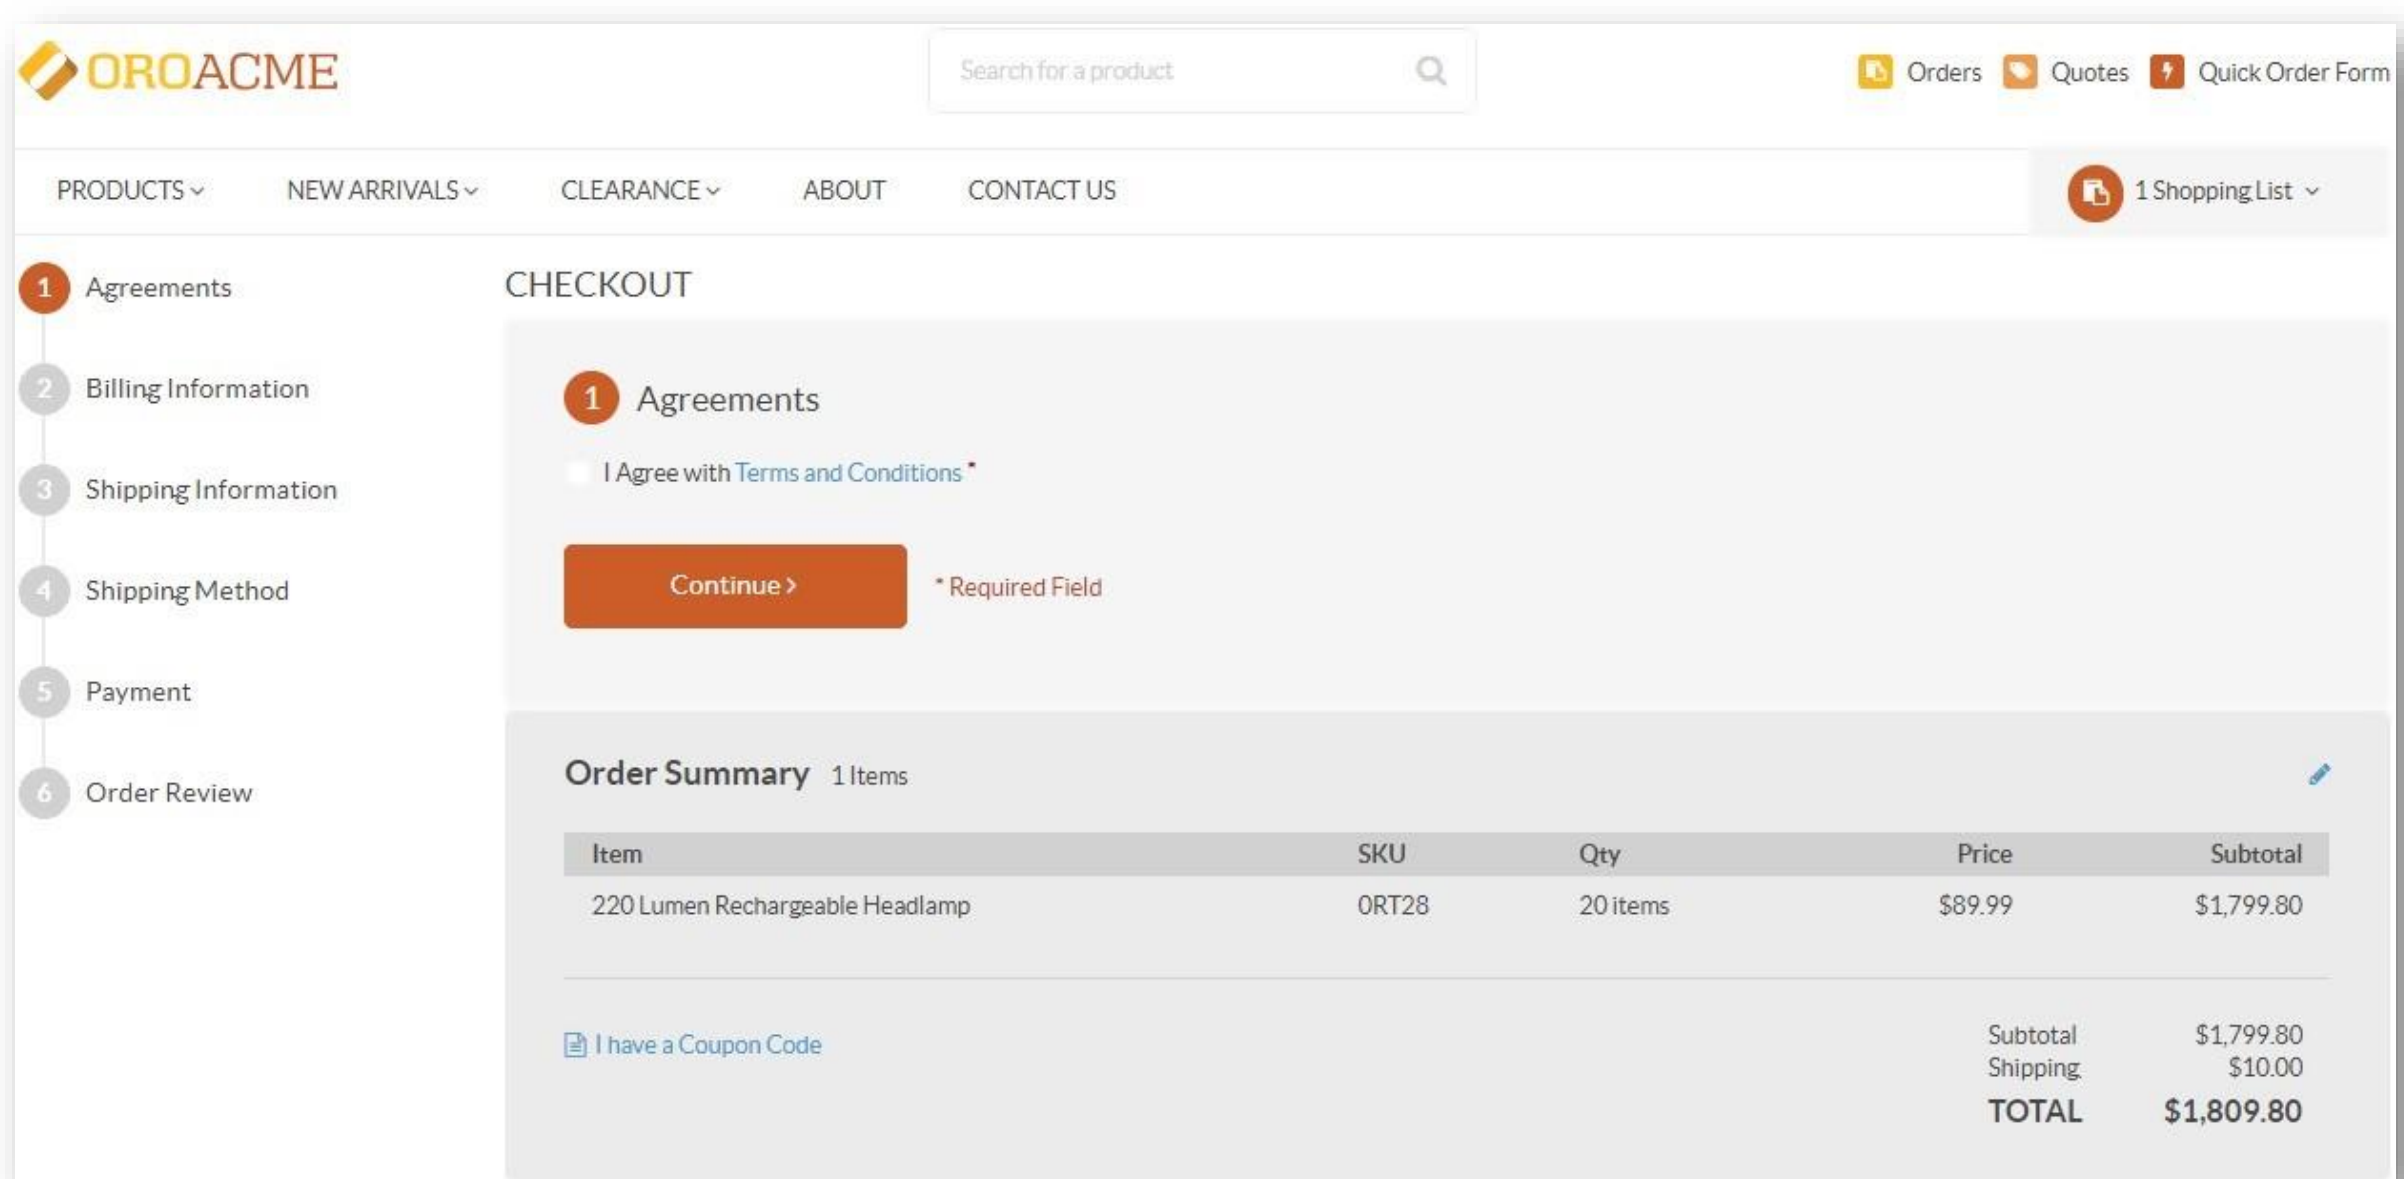 OROACME
Search for a product
Orders Quotes Quick Order Form
PRODUCTS NEW ARRIVALS CLEARANCE ABOUT CONTACT US 1 Shopping List
1 Agreements
2 Billing Information
3 Shipping Information
4 Shipping Method
5 Payment
6 Order Review
CHECKOUT
1 Agreements
I Agree with Terms and Conditions *
Continue > * Required Field
Order Summary 1 Items
Item SKU Qty Price Subtotal
220 Lumen Rechargeable Headlamp 0RT28 20 items $89.99 $1,799.80
I have a Coupon Code
Subtotal $1,799.80
Shipping $10.00
TOTAL $1,809.80